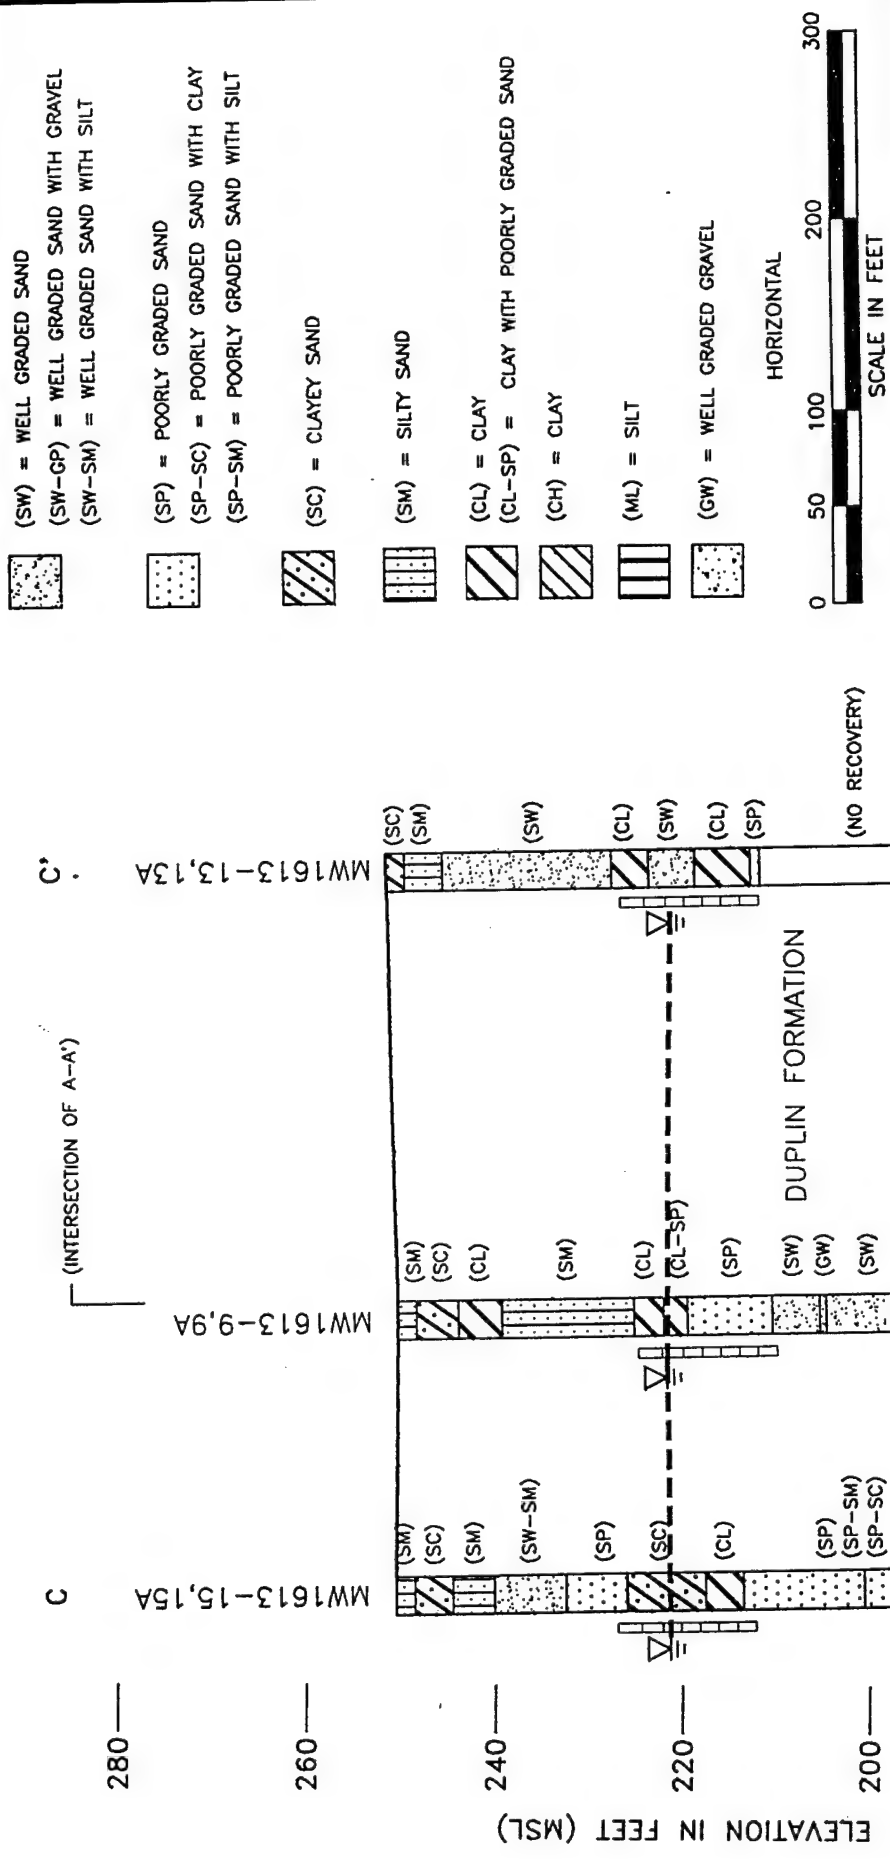 (SW) = WELL GRADED SAND
(SW-GP) = WELL GRADED SAND WITH GRAVEL
(SW-SM) = WELL GRADED SAND WITH SILT
(SP) = POORLY GRADED SAND
(SP-SC) = POORLY GRADED SAND WITH CLAY
(SP-SM) = POORLY GRADED SAND WITH SILT
(SC) = CLAYEY SAND
(SM) = SILTY SAND
(CL) = CLAY
(CL-SP) = CLAY WITH POORLY GRADED SAND
(CH) = CLAY
(ML) = SILT
(GW) = WELL GRADED GRAVEL
HORIZONTAL
0 50 100 200 300
SCALE IN FEET
C'
MW1613-13,13A
(SC)
(SM)
(SW)
(CL)
(SW)
(CL)
(SP)
(NO RECOVERY)
(INTERSECTION OF A-A')
MW1613-9,9A
(SM)
(SC)
(CL)
(SM)
(CL)
(CL-SP)
(SP)
(SW)
(GW)
(SW)
DUPLIN FORMATION
C
MW1613-15,15A
(SM)
(SC)
(SM)
(SW-SM)
(SP)
(SC)
(CL)
(SP)
(SP-SM)
(SP-SC)
280
260
240
220
200
ELEVATION IN FEET (MSL)